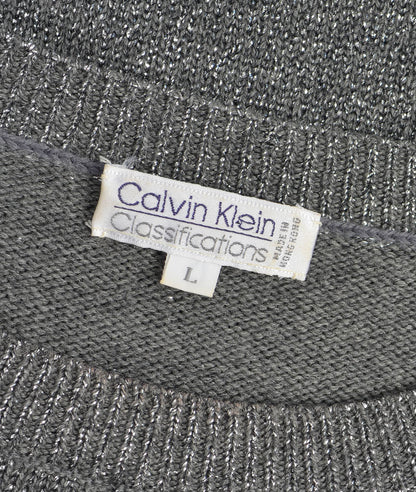 Calvin Klein
Classifications
MADE IN
HONG KONG
L